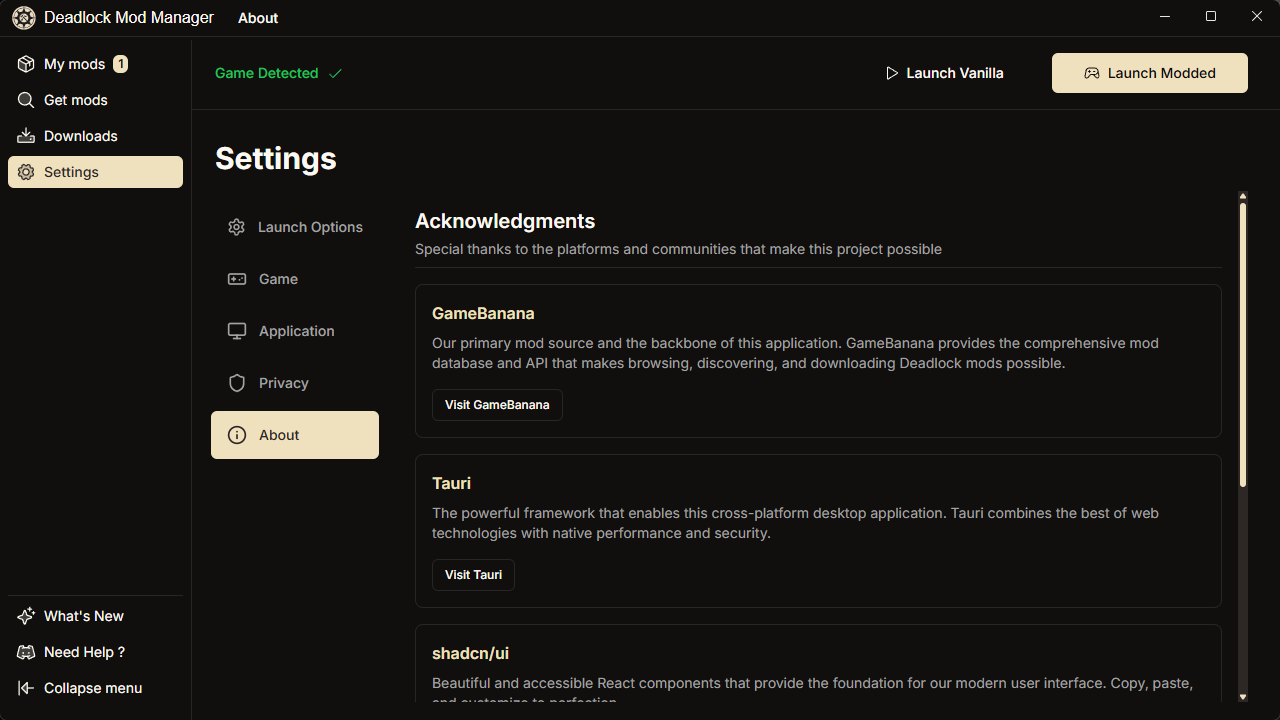 Deadlock Mod Manager
About
My mods 1
Get mods
Downloads
Settings
What's New
Need Help ?
Collapse menu
Game Detected
Launch Vanilla
Launch Modded
Settings
Launch Options
Game
Application
Privacy
About
Acknowledgments
Special thanks to the platforms and communities that make this project possible
GameBanana
Our primary mod source and the backbone of this application. GameBanana provides the comprehensive mod
database and API that makes browsing, discovering, and downloading Deadlock mods possible.
Visit GameBanana
Tauri
The powerful framework that enables this cross-platform desktop application. Tauri combines the best of web
technologies with native performance and security.
Visit Tauri
shadcn/ui
Beautiful and accessible React components that provide the foundation for our modern user interface. Copy, paste,
and customize to perfection.